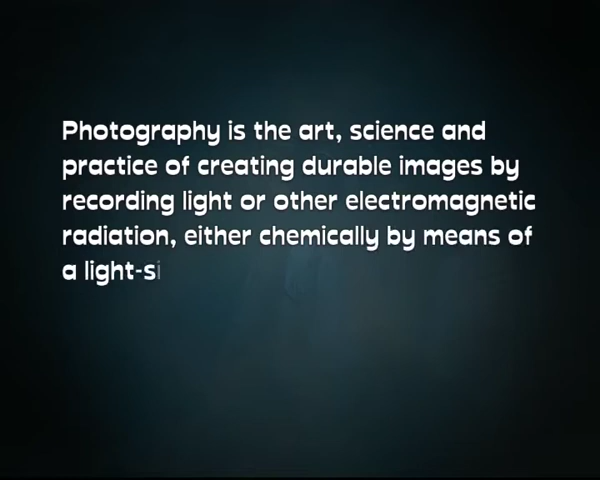 Photography is the art, science and
practice of creating durable images by
recording light or other electromagnetic
radiation, either chemically by means of
a light-si